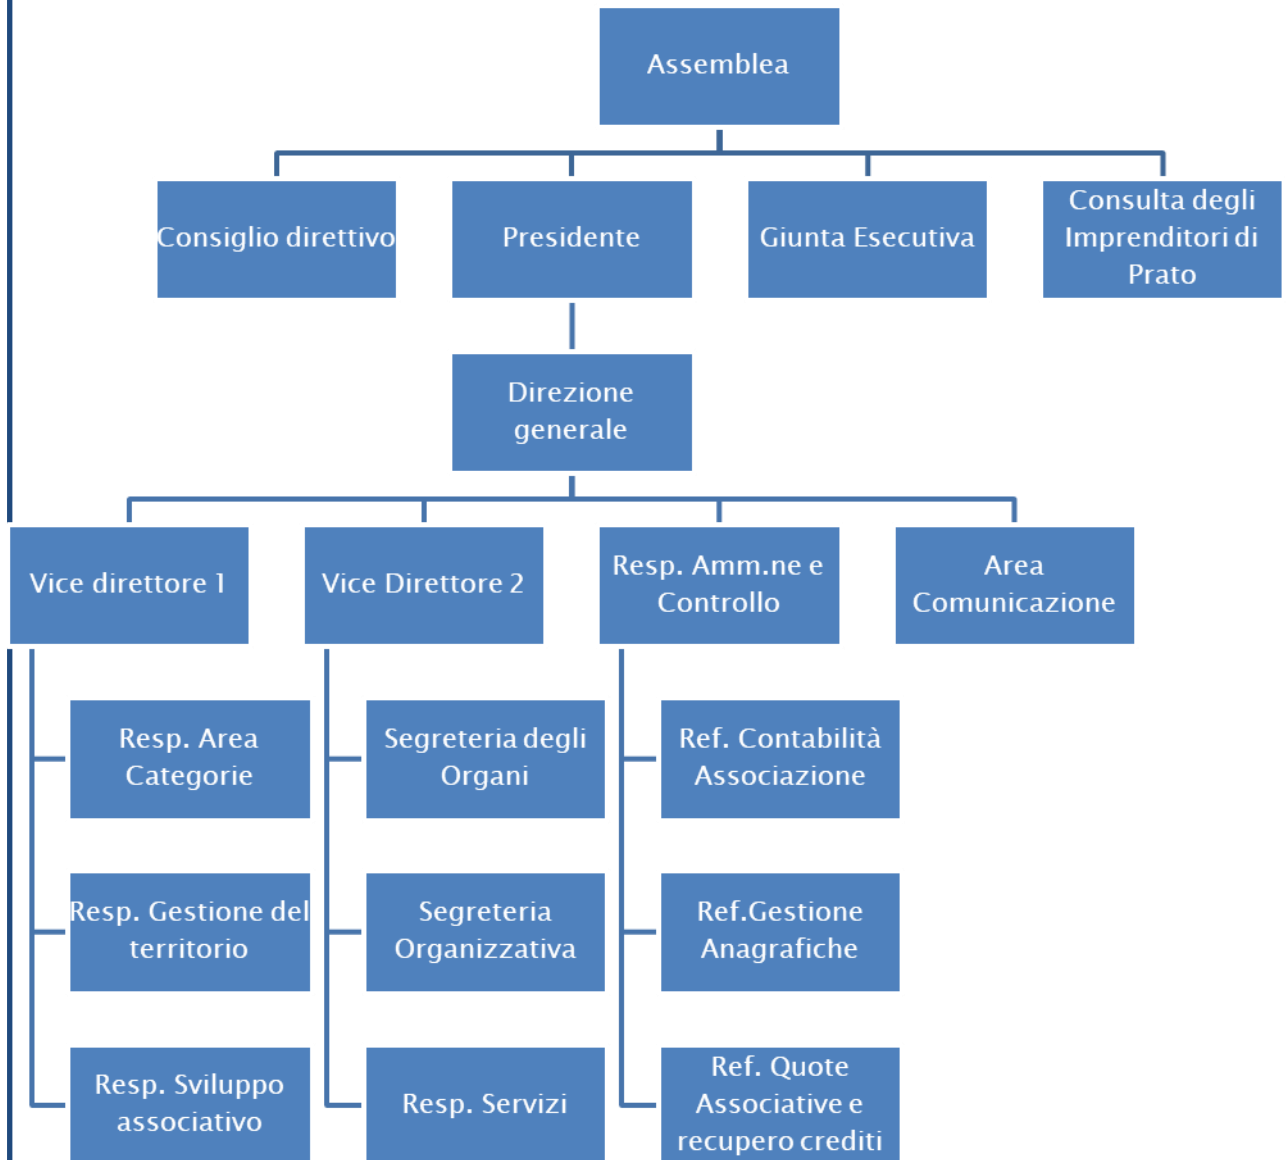 Assemblea
Consiglio direttivo
Presidente
Giunta Esecutiva
Consulta degli
Imprenditori di
Prato
Direzione
generale
Vice direttore 1
Vice Direttore 2
Resp. Amm.ne e
Controllo
Area
Comunicazione
Resp. Area
Categorie
Segreteria degli
Organi
Ref. Contabilità
Associazione
Resp. Gestione del
territorio
Segreteria
Organizzativa
Ref.Gestione
Anagrafiche
Resp. Sviluppo
associativo
Resp. Servizi
Ref. Quote
Associative e
recupero crediti